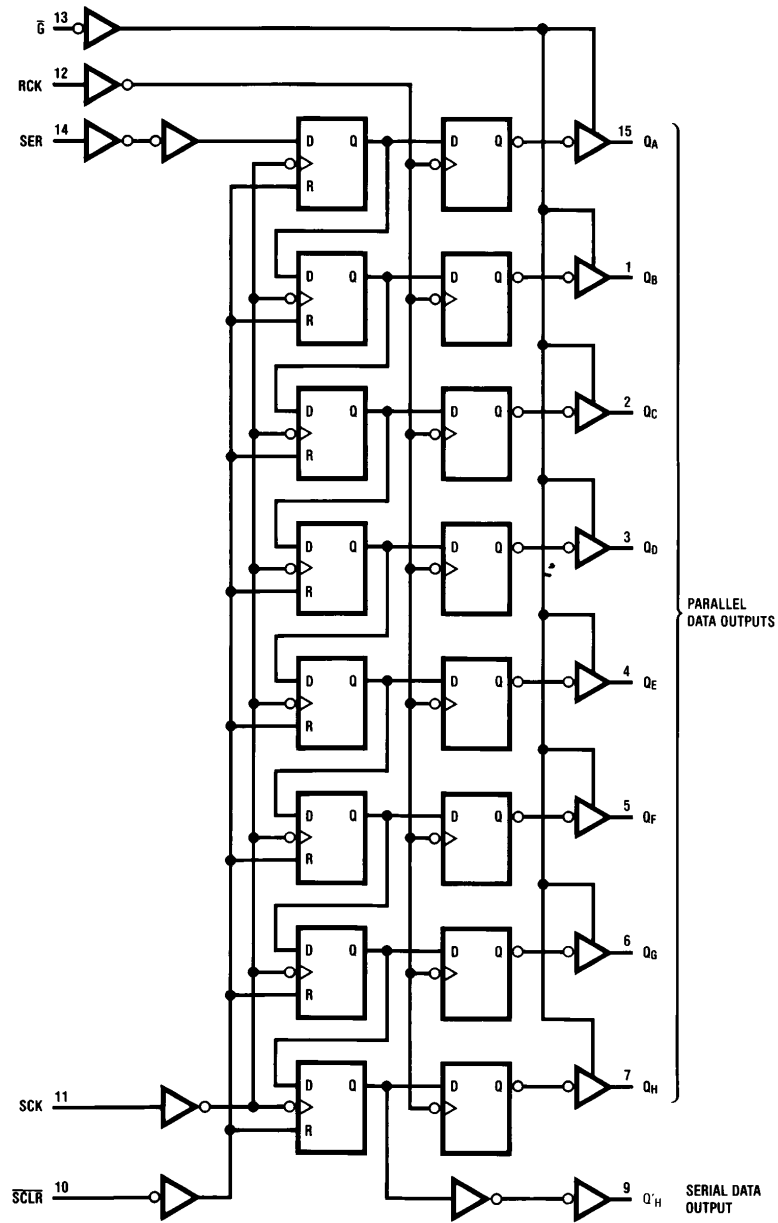 G̅ 13
RCK 12
SER 14
D Q D Q 15 QA
R
D Q D Q 1 QB
R
D Q D Q 2 QC
R
D Q D Q 3 QD
R
D Q D Q 4 QE
R
D Q D Q 5 QF
R
D Q D Q 6 QG
R
D Q D Q 7 QH
R
PARALLEL
DATA OUTPUTS
SCK 11
S̅C̅L̅R̅ 10
9 Q'H SERIAL DATA
OUTPUT